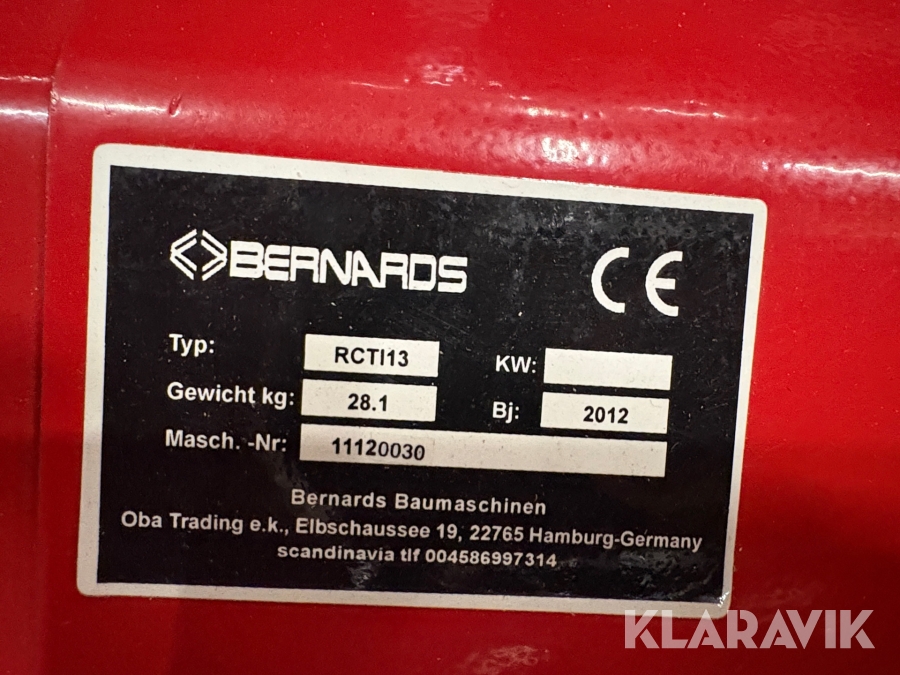 BERNARDS CE
Typ: RCTI13 KW:
Gewicht kg: 28.1 Bj: 2012
Masch. -Nr: 11120030
Bernards Baumaschinen
Oba Trading e.k., Elbschaussee 19, 22765 Hamburg-Germany
scandinavia tlf 004586997314
KLARAVIK